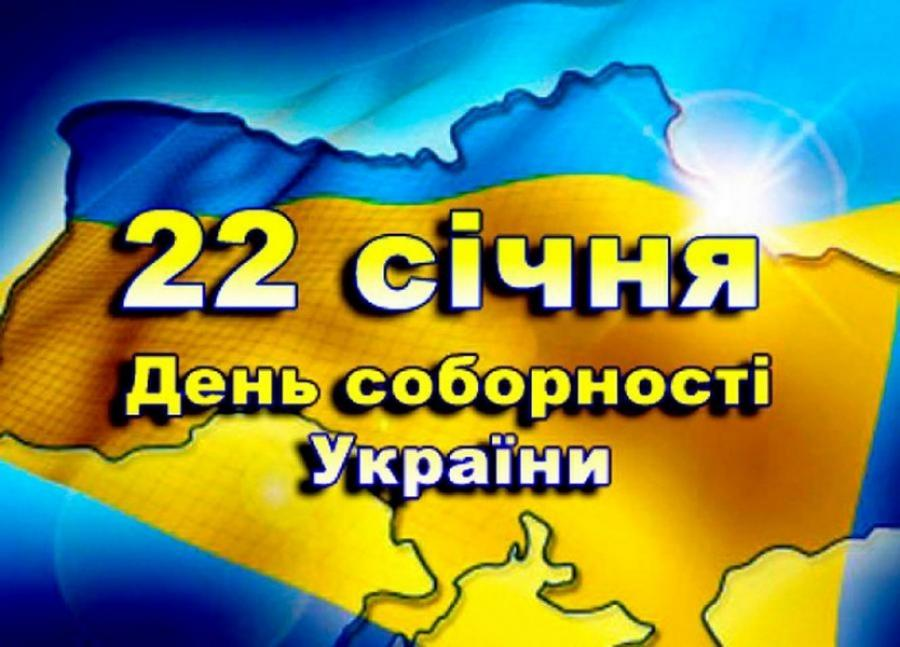 22 січня
День соборності
України